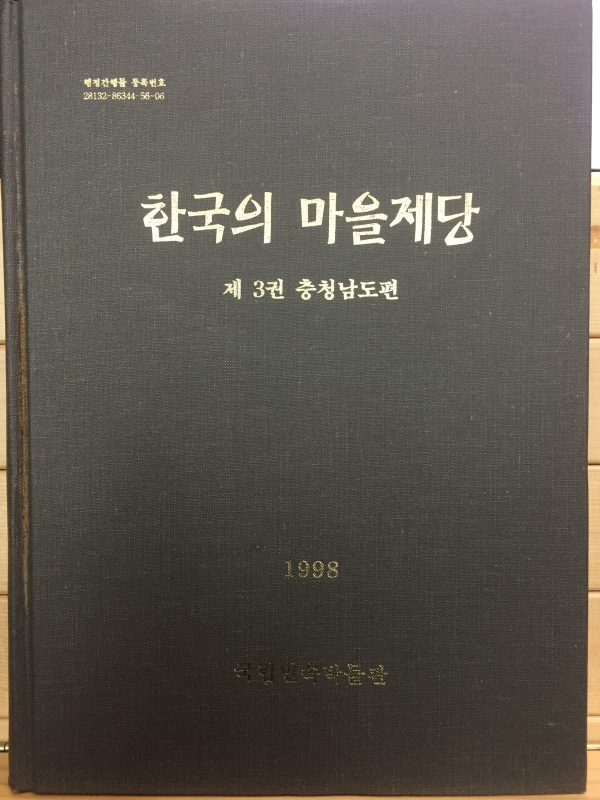 행정간행물 등록번호
28132-86344-56-06
한국의 마을제당
제 3권 충청남도편
1998
국립민속박물관